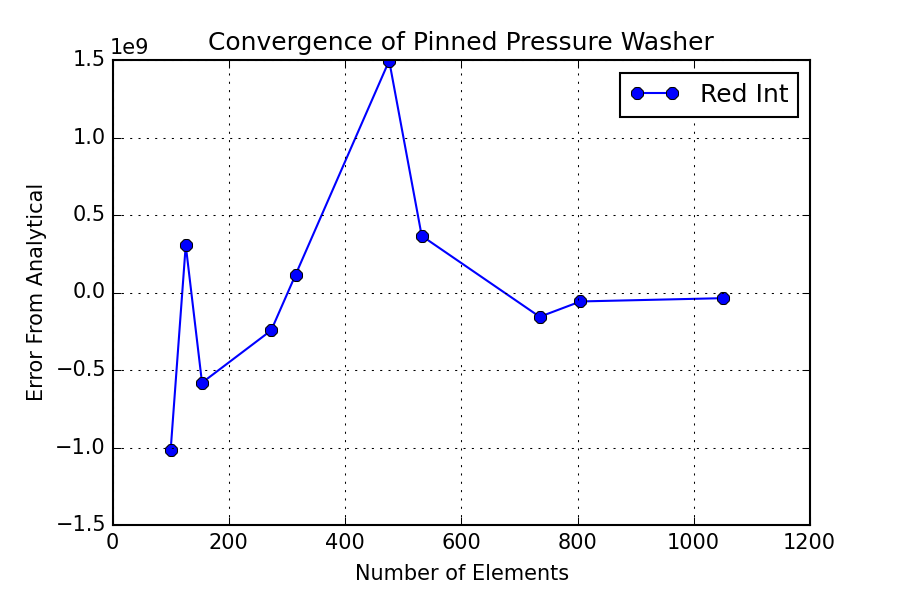 Convergence of Pinned Pressure Washer
1e9
Red Int
1.5
1.0
0.5
0.0
−0.5
−1.0
−1.5
Error From Analytical
0 200 400 600 800 1000 1200
Number of Elements